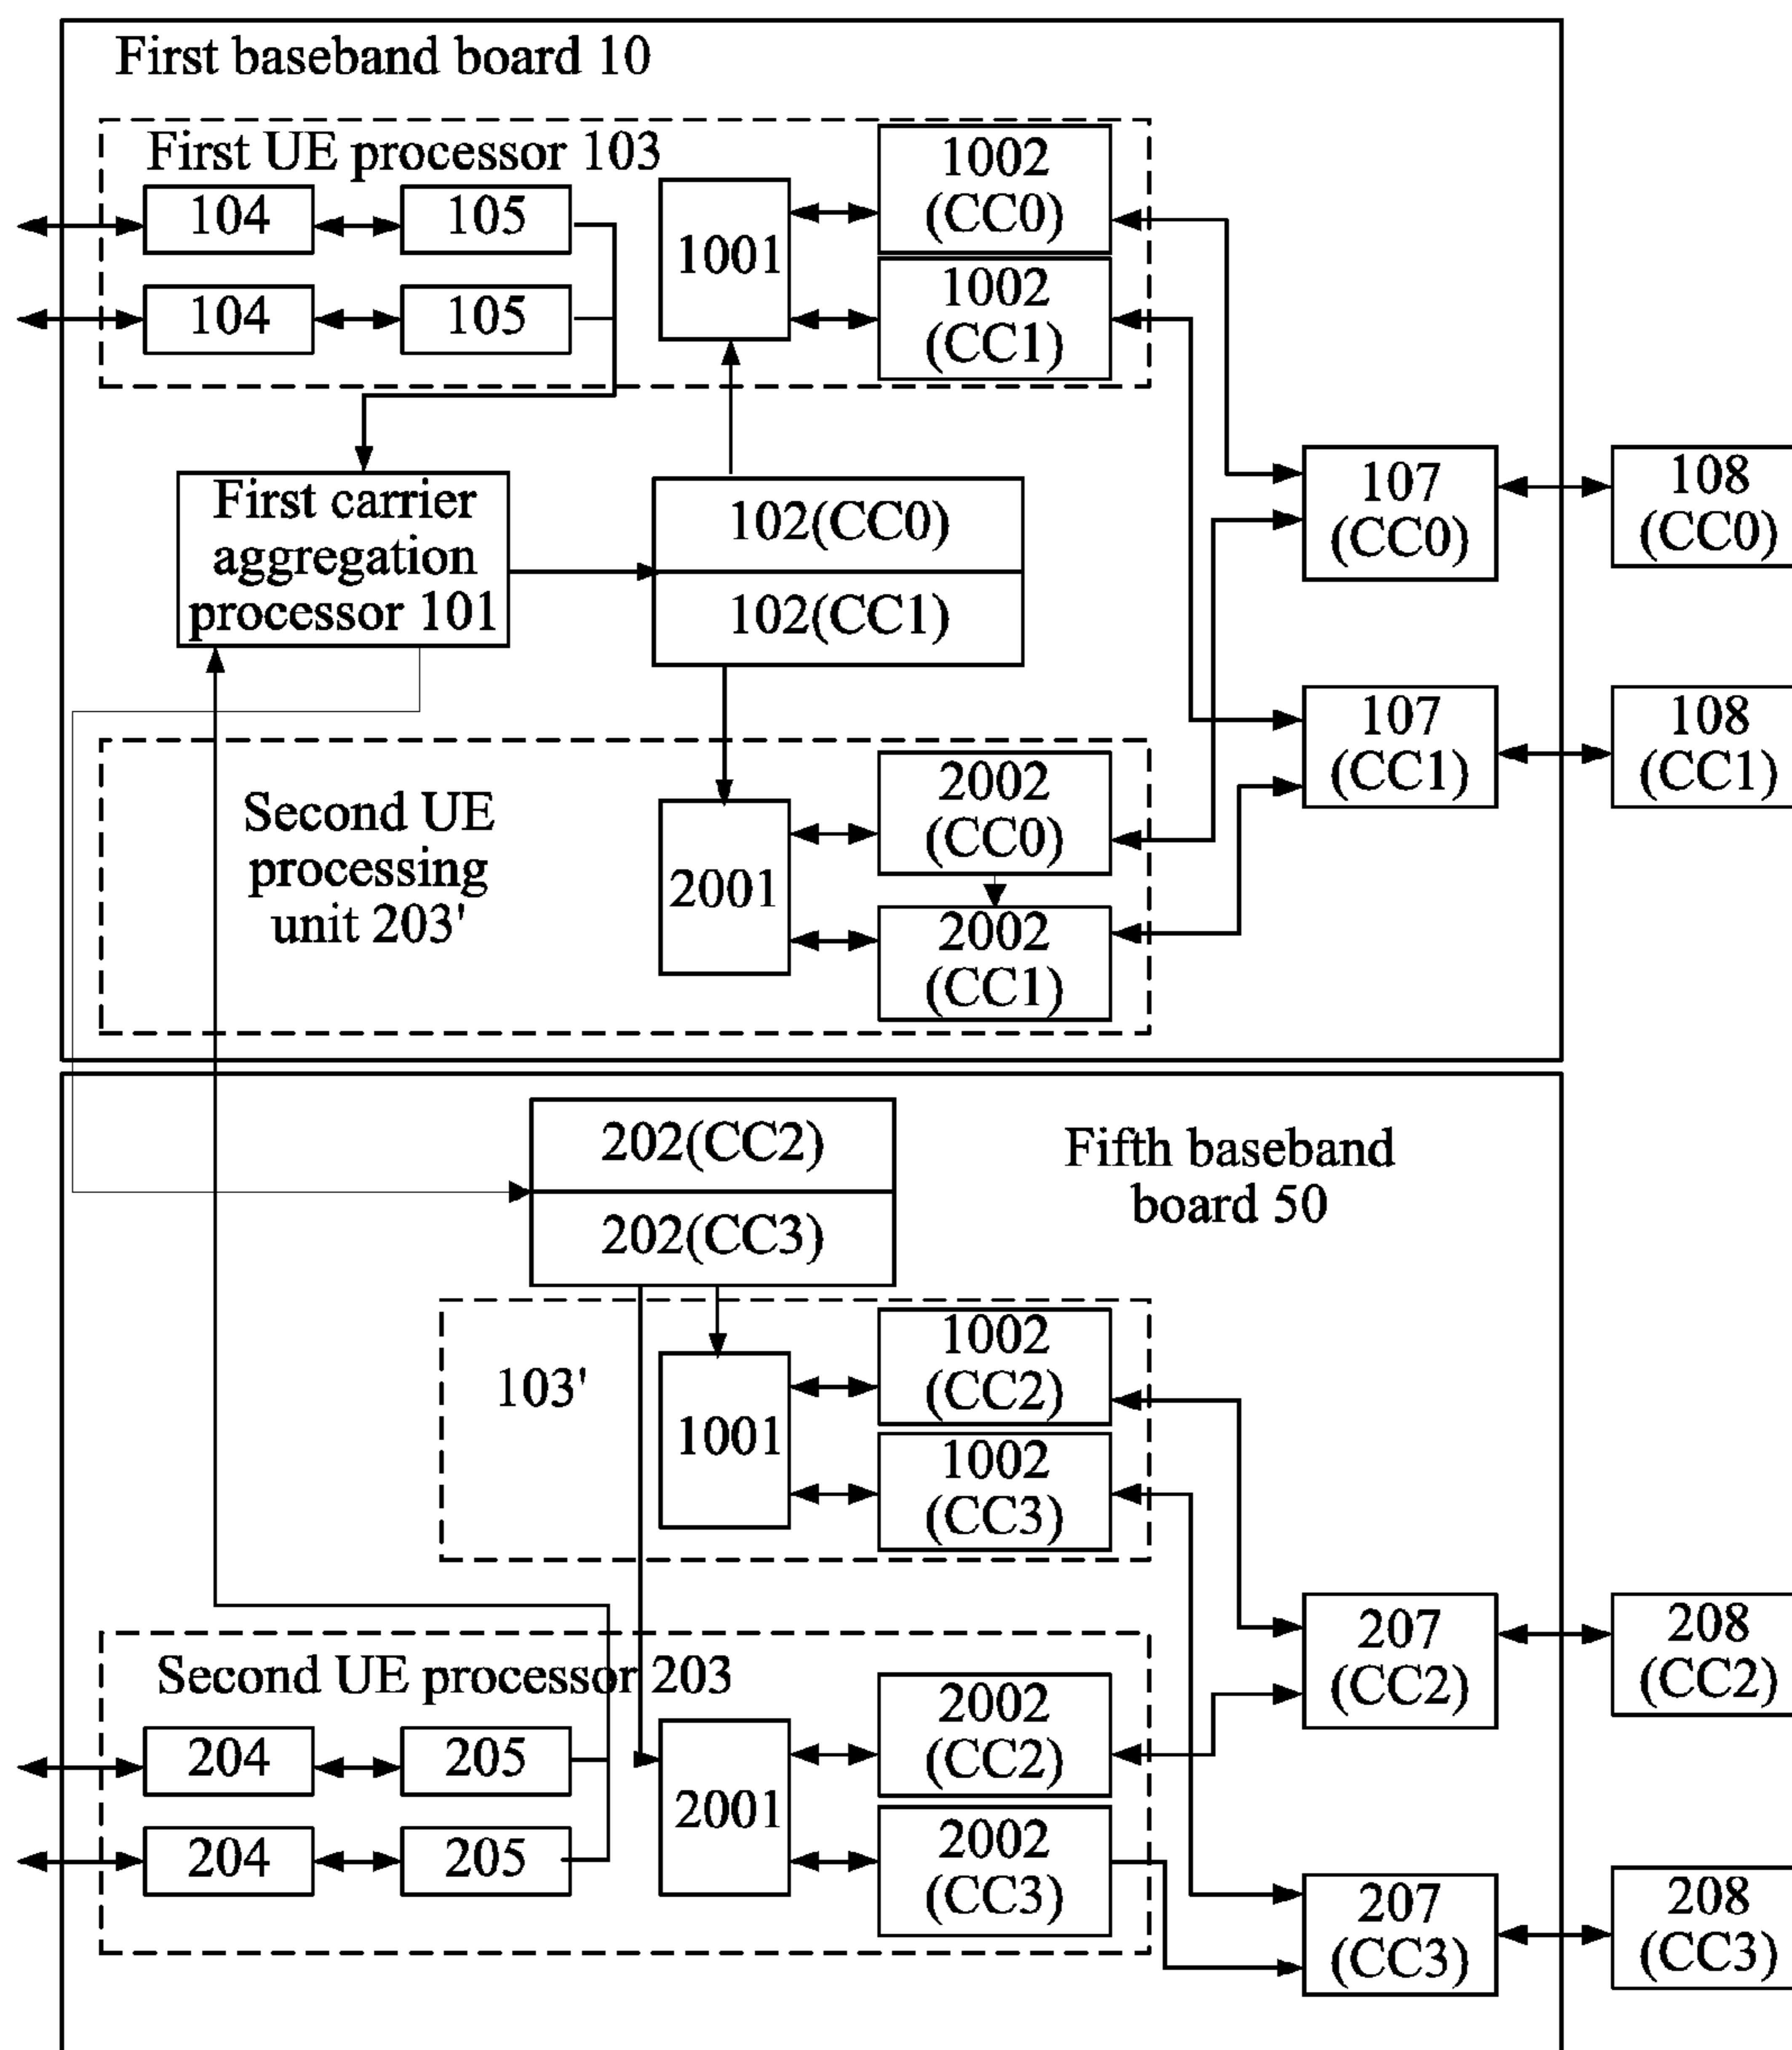 First baseband board 10
First UE processor 103
104
105
104
105
1001
1002
(CC0)
1002
(CC1)
First carrier
aggregation
processor 101
102(CC0)
102(CC1)
107
(CC0)
108
(CC0)
107
(CC1)
108
(CC1)
Second UE
processing
unit 203'
2001
2002
(CC0)
2002
(CC1)
202(CC2)
202(CC3)
Fifth baseband
board 50
103'
1001
1002
(CC2)
1002
(CC3)
Second UE processor 203
204
205
204
205
2001
2002
(CC2)
2002
(CC3)
207
(CC2)
208
(CC2)
207
(CC3)
208
(CC3)